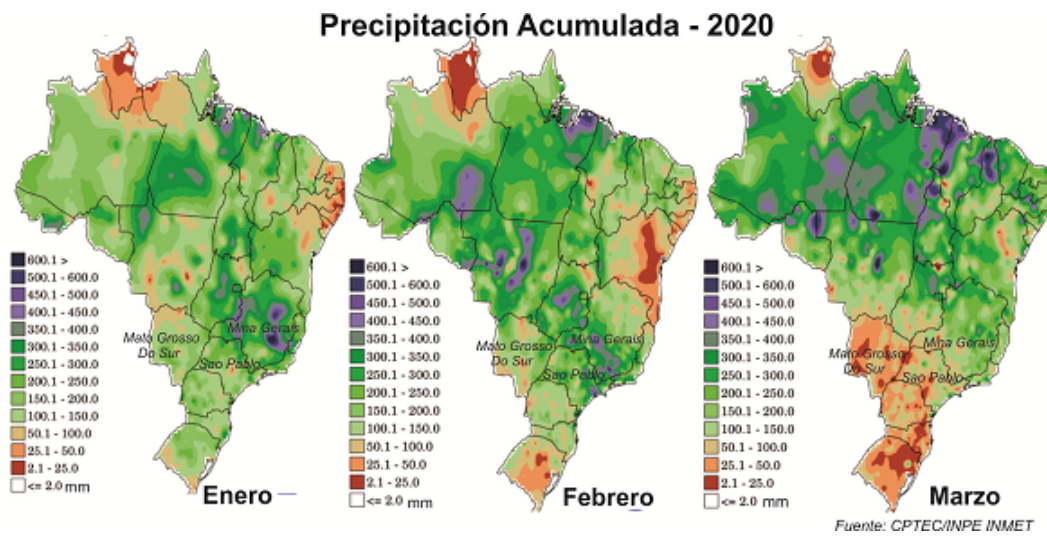 Precipitación Acumulada - 2020
Mato Grosso
Do Sul
Mina Gerais
Sao Pablo
600.1 >
500.1 - 600.0
450.1 - 500.0
400.1 - 450.0
350.1 - 400.0
300.1 - 350.0
250.1 - 300.0
200.1 - 250.0
150.1 - 200.0
100.1 - 150.0
50.1 - 100.0
25.1 - 50.0
2.1 - 25.0
<= 2.0 mm
Enero
Mato Grosso
Do Sul
Mina Gerais
Sao Pablo
600.1 >
500.1 - 600.0
450.1 - 500.0
400.1 - 450.0
350.1 - 400.0
300.1 - 350.0
250.1 - 300.0
200.1 - 250.0
150.1 - 200.0
100.1 - 150.0
50.1 - 100.0
25.1 - 50.0
2.1 - 25.0
<= 2.0 mm
Febrero
Mato Grosso
Do Sul
Mina Gerais
Sao Pablo
600.1 >
500.1 - 600.0
450.1 - 500.0
400.1 - 450.0
350.1 - 400.0
300.1 - 350.0
250.1 - 300.0
200.1 - 250.0
150.1 - 200.0
100.1 - 150.0
50.1 - 100.0
25.1 - 50.0
2.1 - 25.0
<= 2.0 mm
Marzo
Fuente: CPTEC/INPE INMET